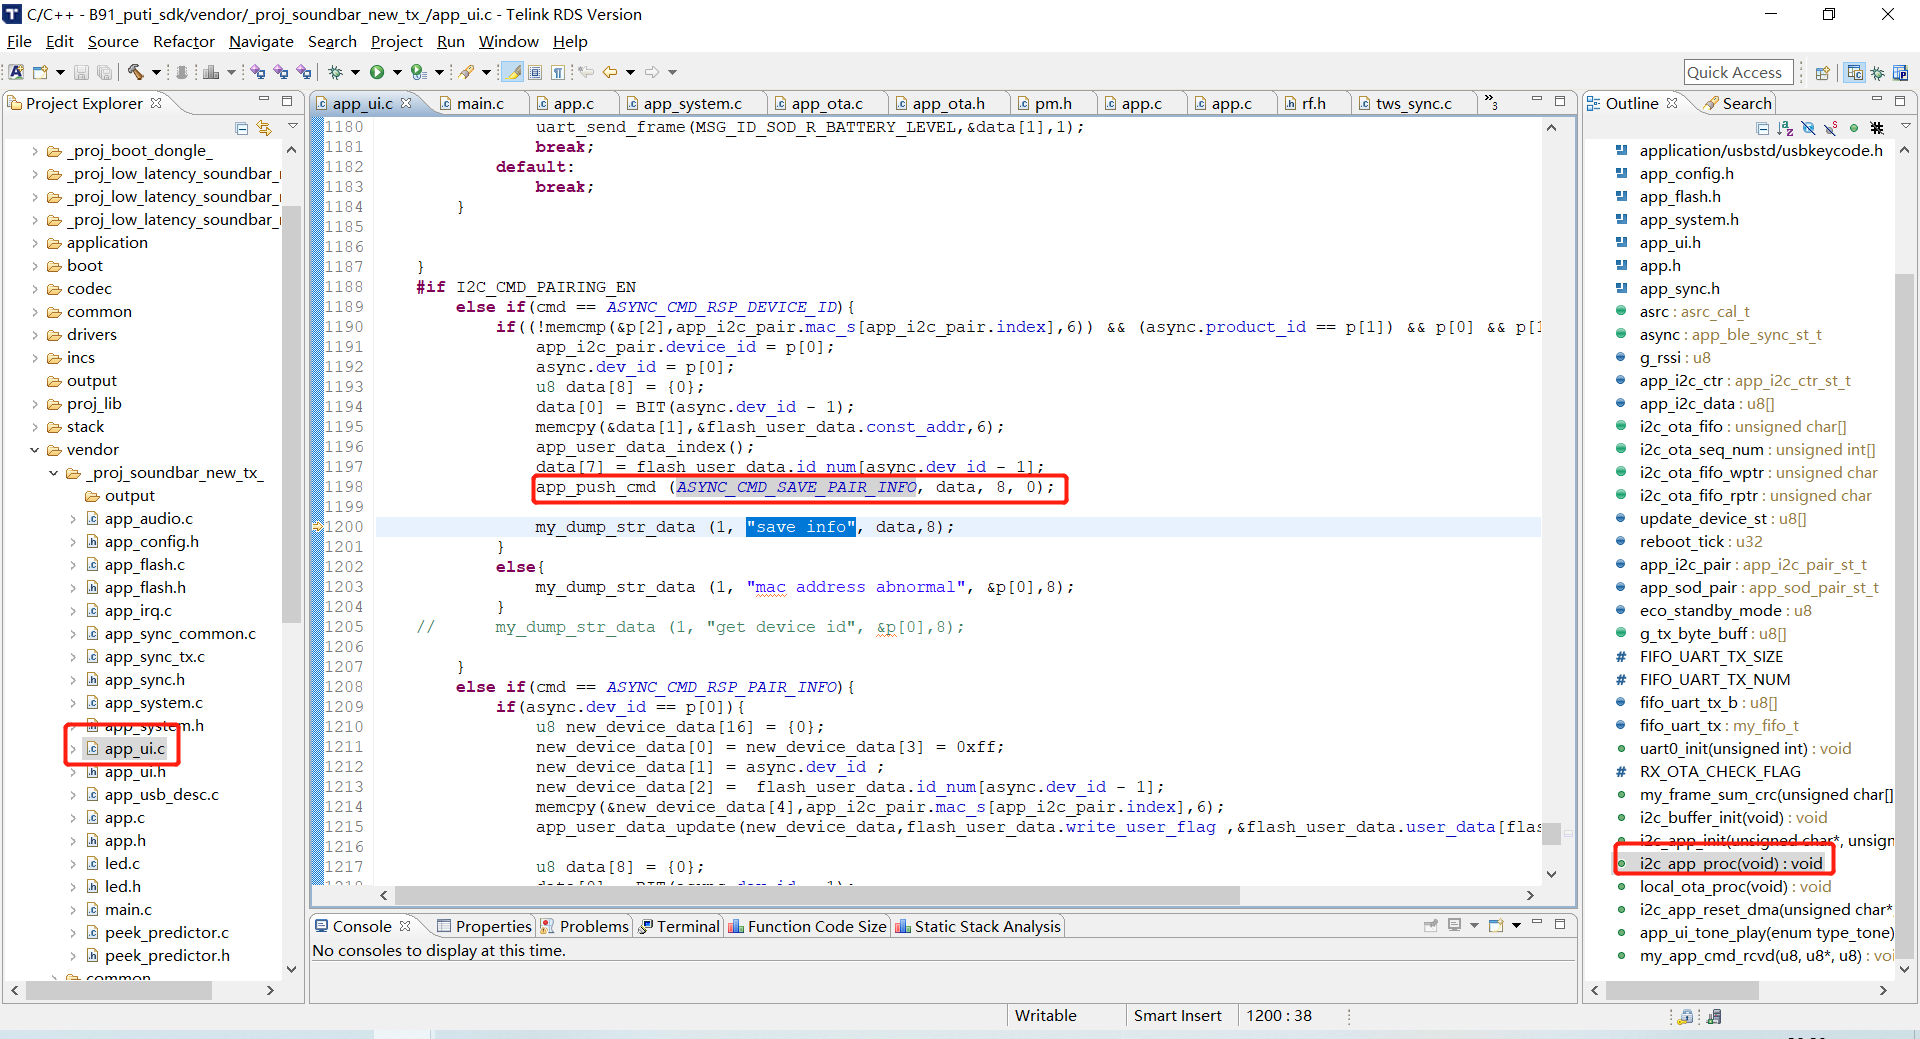 C/C++ - B91_puti_sdk/vendor/_proj_soundbar_new_tx_/app_ui.c - Telink RDS Version
File Edit Source Refactor Navigate Search Project Run Window Help
Quick Access
Project Explorer
_proj_boot_dongle_
_proj_low_latency_soundbar_
_proj_low_latency_soundbar_
_proj_low_latency_soundbar_
application
boot
codec
common
drivers
incs
output
proj_lib
stack
vendor
_proj_soundbar_new_tx_
output
app_audio.c
app_config.h
app_flash.c
app_flash.h
app_irq.c
app_sync_common.c
app_sync_tx.c
app_sync.h
app_system.c
app_system.h
app_ui.c
app_ui.h
app_usb_desc.c
app.c
app.h
led.c
led.h
main.c
peek_predictor.c
peek_predictor.h
common
app_ui.c main.c app.c app_system.c app_ota.c app_ota.h pm.h app.c app.c rf.h tws_sync.c »3
1180 uart_send_frame(MSG_ID_SOD_R_BATTERY_LEVEL,&data[1],1);
1181 break;
1182 default:
1183 break;
1184 }
1185
1186
1187 }
1188 #if I2C_CMD_PAIRING_EN
1189 else if(cmd == ASYNC_CMD_RSP_DEVICE_ID){
1190 if((!memcmp(&p[2],app_i2c_pair.mac_s[app_i2c_pair.index],6)) && (async.product_id == p[1]) && p[0] && p[1
1191 app_i2c_pair.device_id = p[0];
1192 async.dev_id = p[0];
1193 u8 data[8] = {0};
1194 data[0] = BIT(async.dev_id - 1);
1195 memcpy(&data[1],&flash_user_data.const_addr,6);
1196 app_user_data_index();
1197 data[7] = flash_user_data.id_num[async.dev_id - 1];
1198 app_push_cmd (ASYNC_CMD_SAVE_PAIR_INFO, data, 8, 0);
1199
1200 my_dump_str_data (1, "save info", data,8);
1201 }
1202 else{
1203 my_dump_str_data (1, "mac address abnormal", &p[0],8);
1204 }
1205 // my_dump_str_data (1, "get device id", &p[0],8);
1206
1207 }
1208 else if(cmd == ASYNC_CMD_RSP_PAIR_INFO){
1209 if(async.dev_id == p[0]){
1210 u8 new_device_data[16] = {0};
1211 new_device_data[0] = new_device_data[3] = 0xff;
1212 new_device_data[1] = async.dev_id ;
1213 new_device_data[2] = flash_user_data.id_num[async.dev_id - 1];
1214 memcpy(&new_device_data[4],app_i2c_pair.mac_s[app_i2c_pair.index],6);
1215 app_user_data_update(new_device_data,flash_user_data.write_user_flag ,&flash_user_data.user_data[flas
1216
1217 u8 data[8] = {0};
1218 data[0] = BIT(async.dev_id - 1);
Console Properties Problems Terminal Function Code Size Static Stack Analysis
No consoles to display at this time.
Outline Search
application/usbstd/usbkeycode.h
app_config.h
app_flash.h
app_system.h
app_ui.h
app.h
app_sync.h
asrc : asrc_cal_t
async : app_ble_sync_st_t
g_rssi : u8
app_i2c_ctr : app_i2c_ctr_st_t
app_i2c_data : u8[]
i2c_ota_fifo : unsigned char[]
i2c_ota_seq_num : unsigned int[]
i2c_ota_fifo_wptr : unsigned char
i2c_ota_fifo_rptr : unsigned char
update_device_st : u8[]
reboot_tick : u32
app_i2c_pair : app_i2c_pair_st_t
app_sod_pair : app_sod_pair_st_t
eco_standby_mode : u8
g_tx_byte_buff : u8[]
# FIFO_UART_TX_SIZE
# FIFO_UART_TX_NUM
fifo_uart_tx_b : u8[]
fifo_uart_tx : my_fifo_t
uart0_init(unsigned int) : void
# RX_OTA_CHECK_FLAG
my_frame_sum_crc(unsigned char[]
i2c_buffer_init(void) : void
i2c_app_init(unsigned char*, unsign
i2c_app_proc(void) : void
local_ota_proc(void) : void
i2c_app_reset_dma(unsigned char*
app_ui_tone_play(enum type_tone)
my_app_cmd_rcvd(u8, u8*, u8) : voi
Writable Smart Insert 1200 : 38